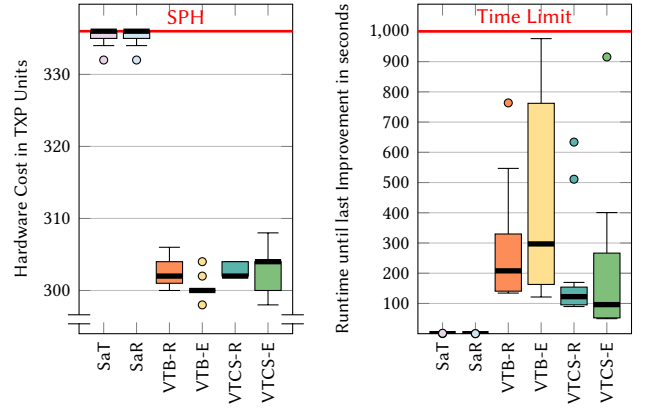 SPH
Hardware Cost in TXP Units
330
310
300
SaT
SaR
VTB-R
VTB-E
VTCS-R
VTCS-E
Time Limit
Runtime until last Improvement in seconds
1,000
900
800
700
600
500
400
300
200
100
SaT
SaR
VTB-R
VTB-E
VTCS-R
VTCS-E